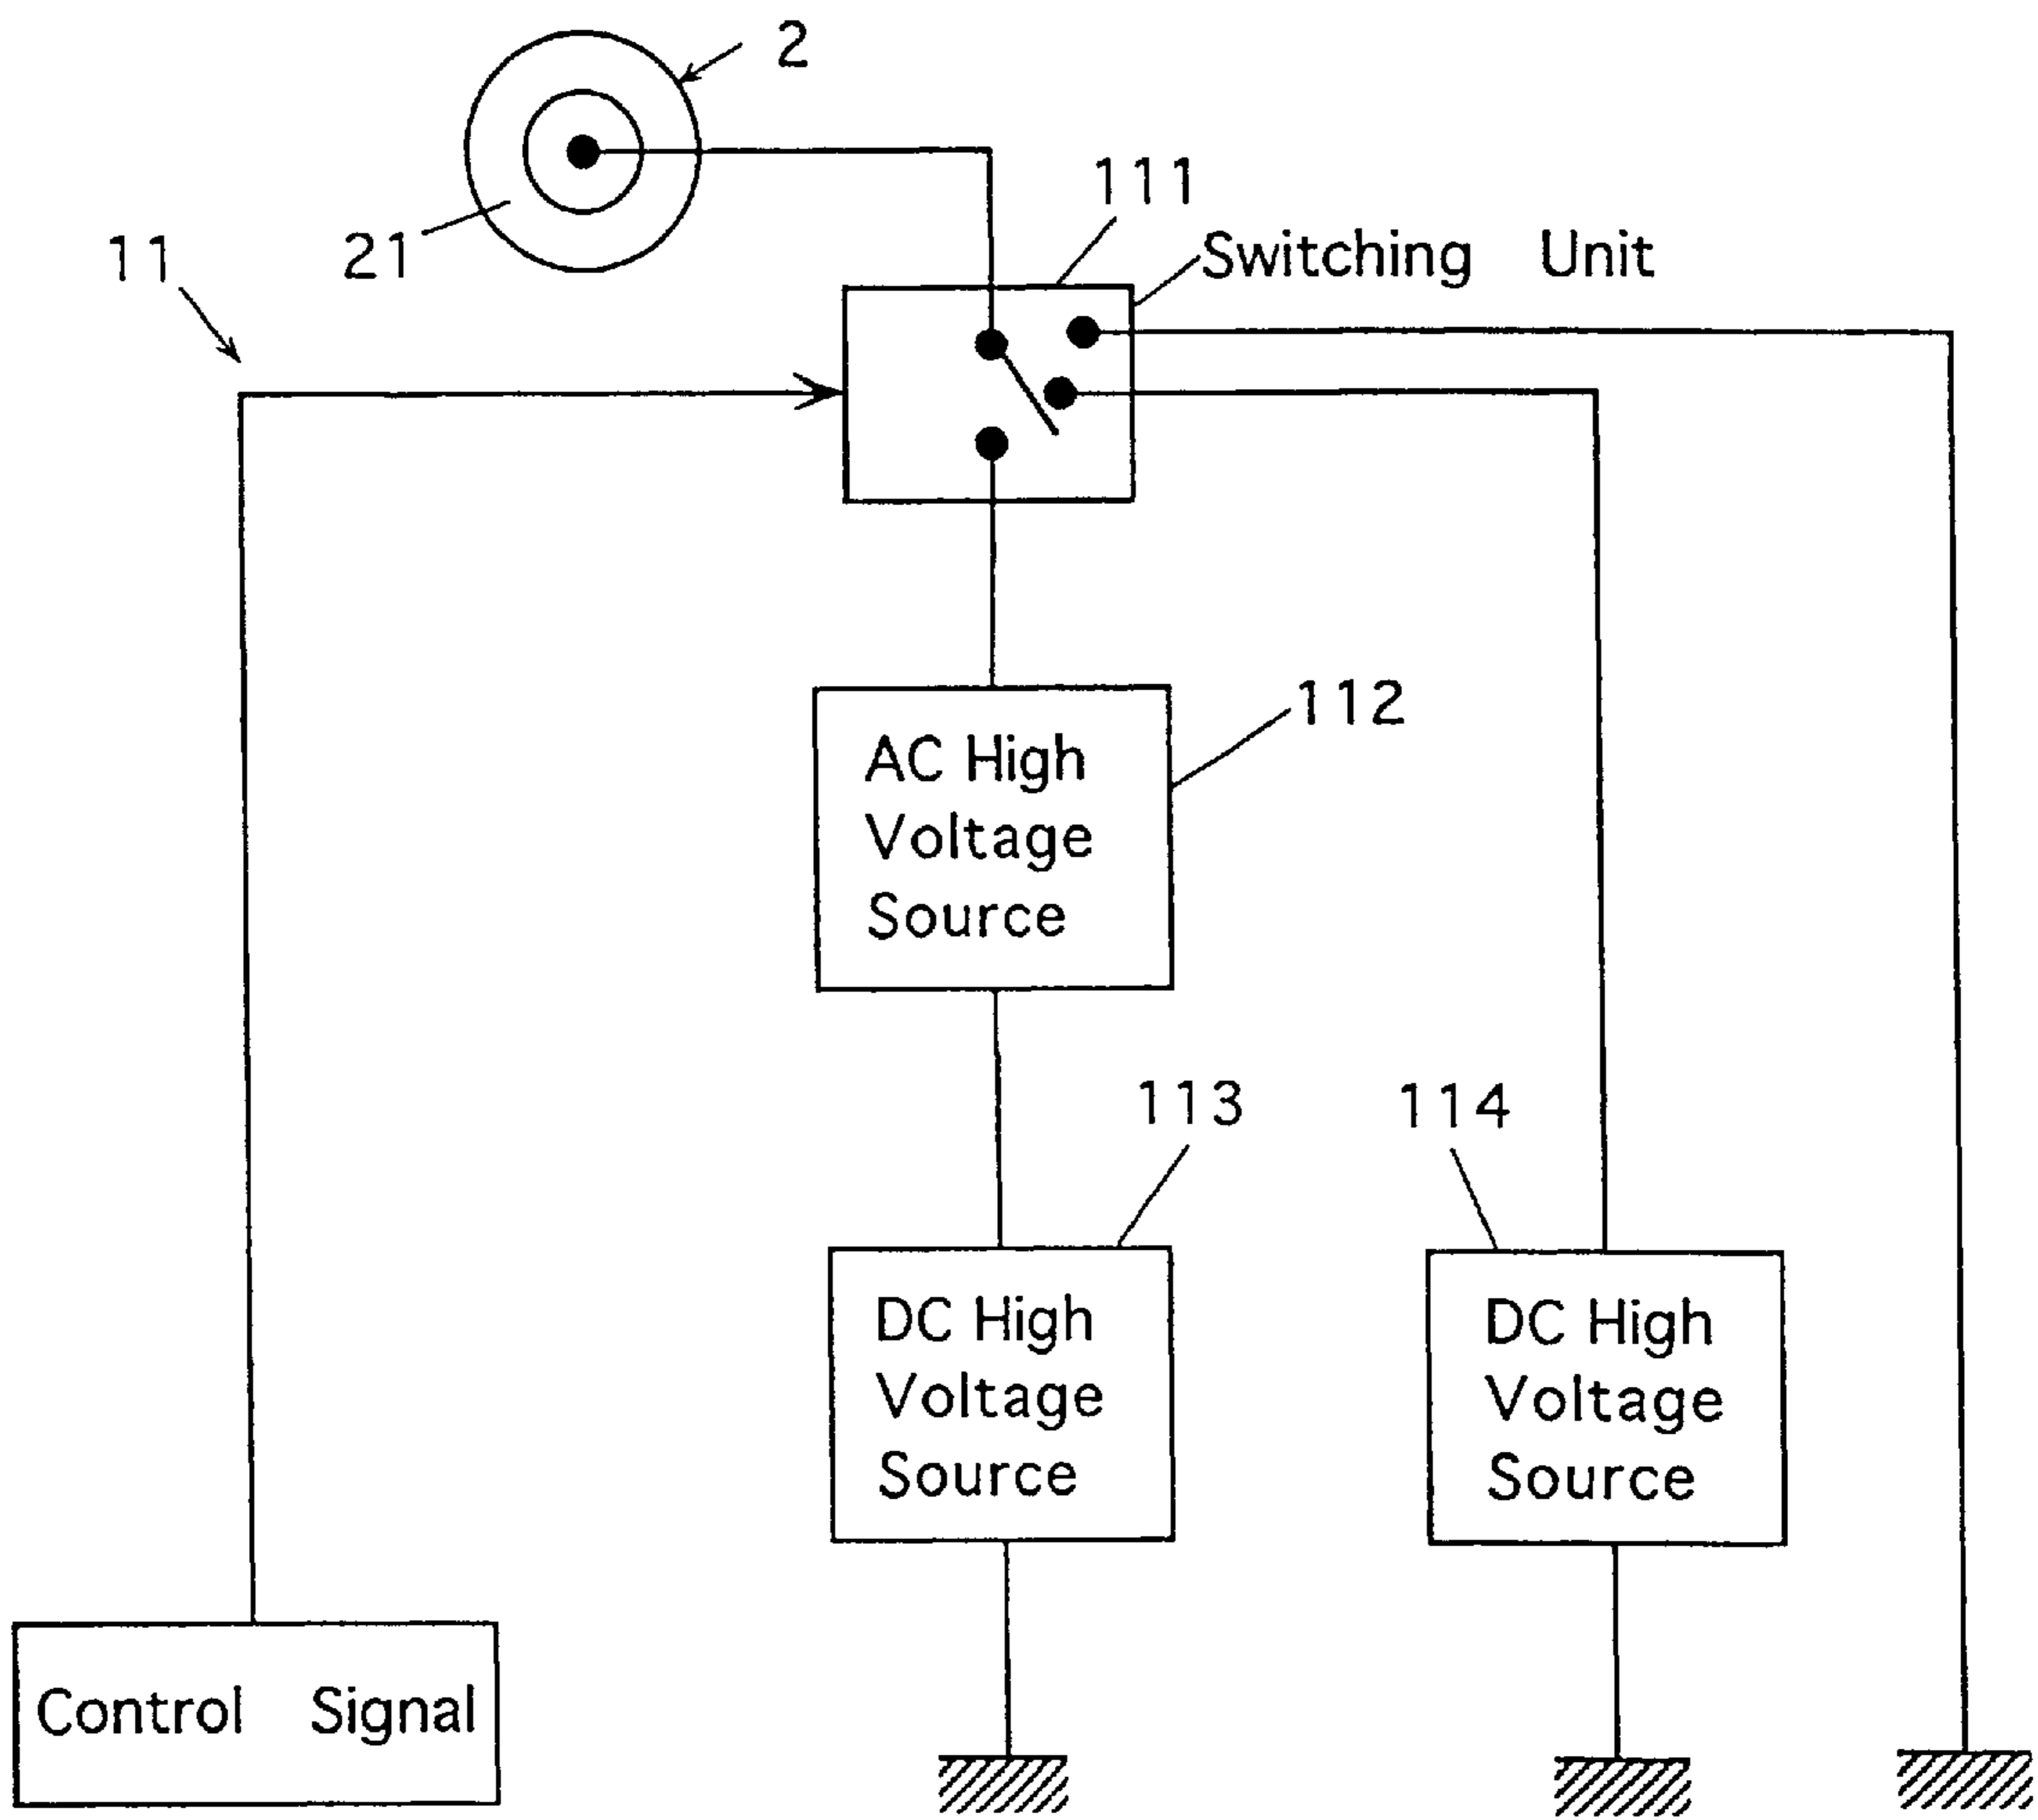 2
111
Switching Unit
11
21
112
AC High
Voltage
Source
113
114
DC High
Voltage
Source
DC High
Voltage
Source
Control Signal